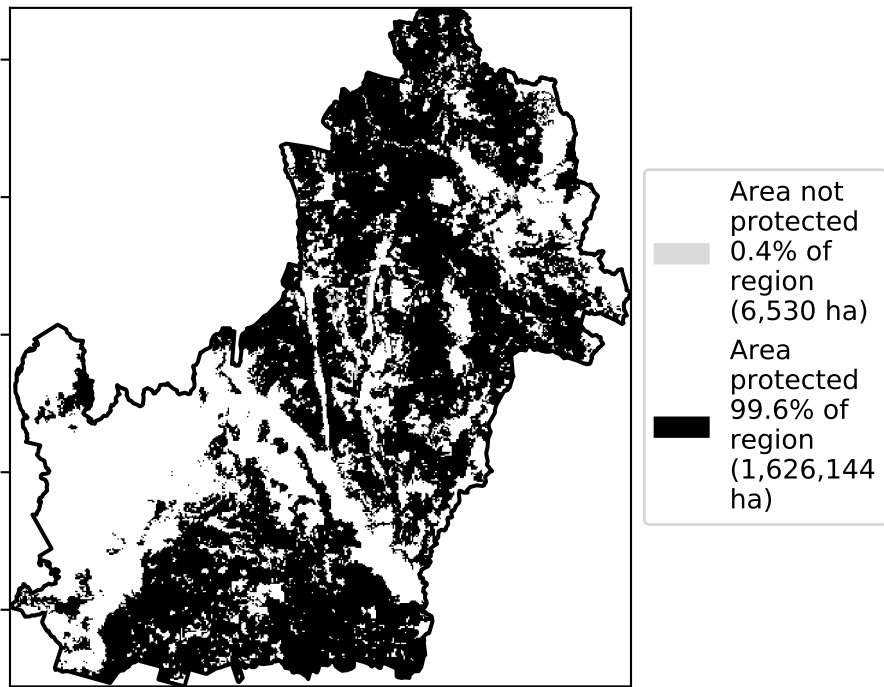 Area not
protected
0.4% of
region
(6,530 ha)
Area
protected
99.6% of
region
(1,626,144
ha)